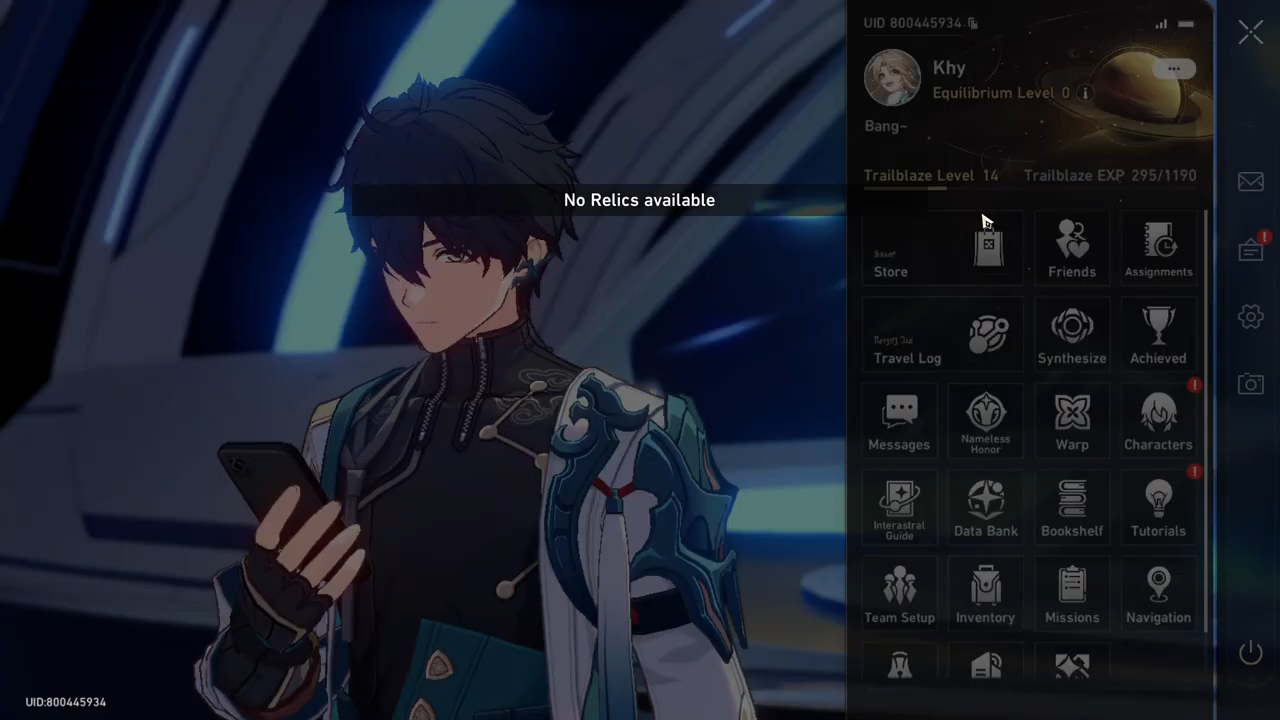 UID 800445934
Khy
Equilibrium Level 0
Bang~
Trailblaze Level 14 Trailblaze EXP 295/1190
No Relics available
Store
Friends
Assignments
Travel Log
Synthesize
Achieved
Messages
Nameless
Honor
Warp
Characters
Interastral
Guide
Data Bank
Bookshelf
Tutorials
Team Setup
Inventory
Missions
Navigation
UID:800445934